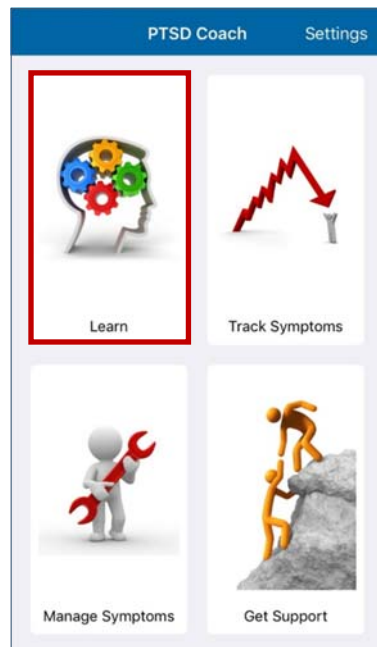 PTSD Coach Settings
Learn Track Symptoms
Manage Symptoms Get Support